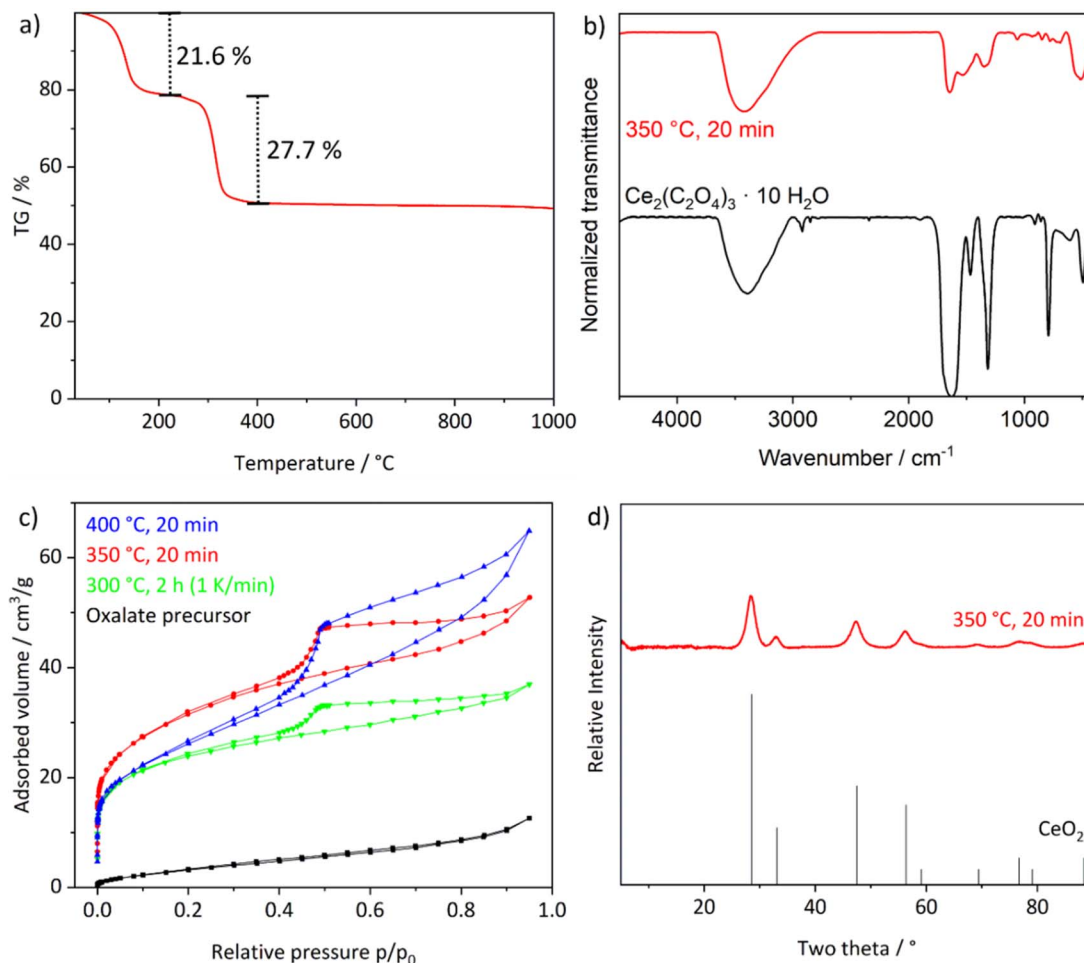 a)
21.6 %
27.7 %
TG / %
80
60
40
20
0
200
400
600
800
1000
Temperature / °C
b)
350 °C, 20 min
Ce₂(C₂O₄)₃ · 10 H₂O
Normalized transmittance
4000
3000
2000
1000
Wavenumber / cm⁻¹
c)
400 °C, 20 min
350 °C, 20 min
300 °C, 2 h (1 K/min)
Oxalate precursor
Adsorbed volume / cm³/g
60
40
20
0
0.0
0.2
0.4
0.6
0.8
1.0
Relative pressure p/p₀
d)
350 °C, 20 min
CeO₂
Relative Intensity
20
40
60
80
Two theta / °